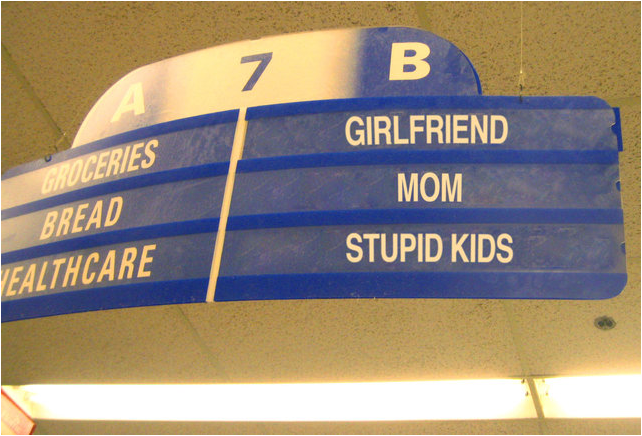 A 7 B
GROCERIES
BREAD
HEALTHCARE
GIRLFRIEND
MOM
STUPID KIDS